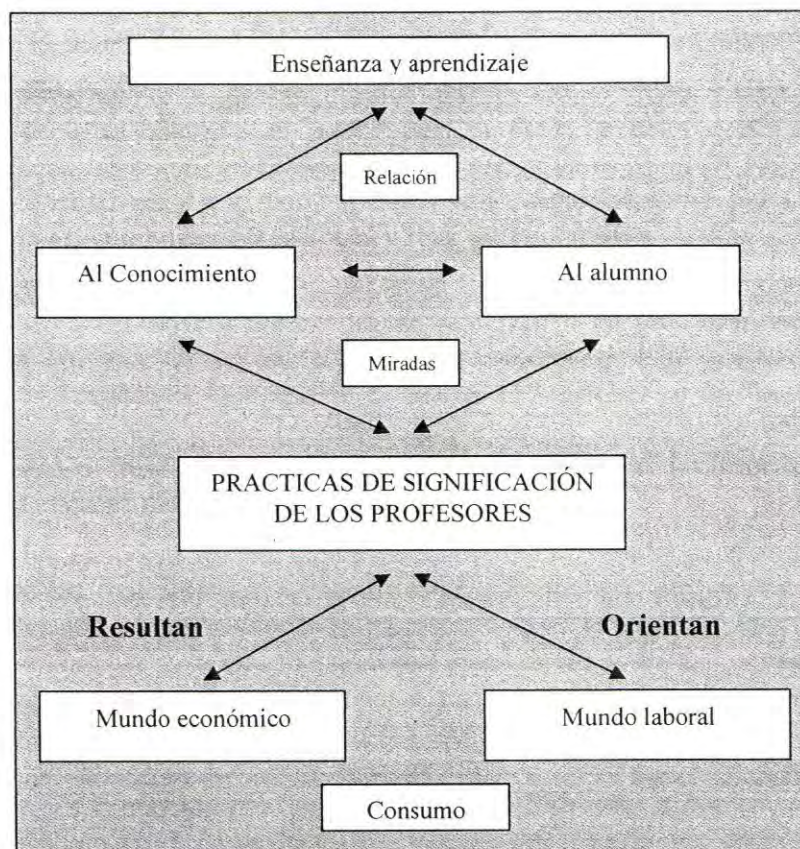 Enseñanza y aprendizaje
Relación
Al Conocimiento
Al alumno
Miradas
PRACTICAS DE SIGNIFICACIÓN
DE LOS PROFESORES
Resultan
Orientan
Mundo económico
Mundo laboral
Consumo